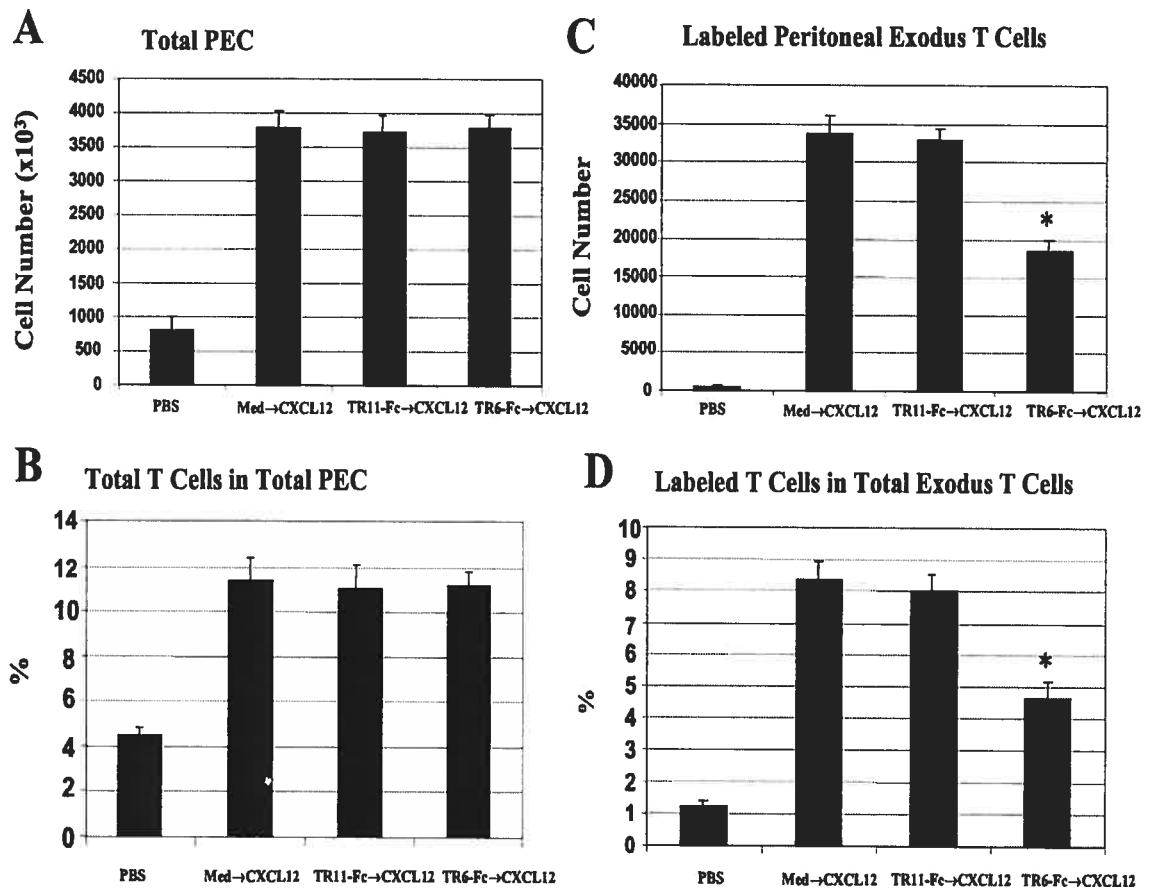 A
Total PEC
Cell Number (x10³)
4500
4000
3500
3000
2500
2000
1500
1000
500
0
PBS
Med→CXCL12
TR11-Fc→CXCL12
TR6-Fc→CXCL12
C
Labeled Peritoneal Exodus T Cells
Cell Number
40000
35000
30000
25000
20000
15000
10000
5000
0
*
PBS
Med→CXCL12
TR11-Fc→CXCL12
TR6-Fc→CXCL12
B
Total T Cells in Total PEC
%
14
12
10
8
6
4
2
0
PBS
Med→CXCL12
TR11-Fc→CXCL12
TR6-Fc→CXCL12
D
Labeled T Cells in Total Exodus T Cells
%
10
9
8
7
6
5
4
3
2
1
0
*
PBS
Med→CXCL12
TR11-Fc→CXCL12
TR6-Fc→CXCL12